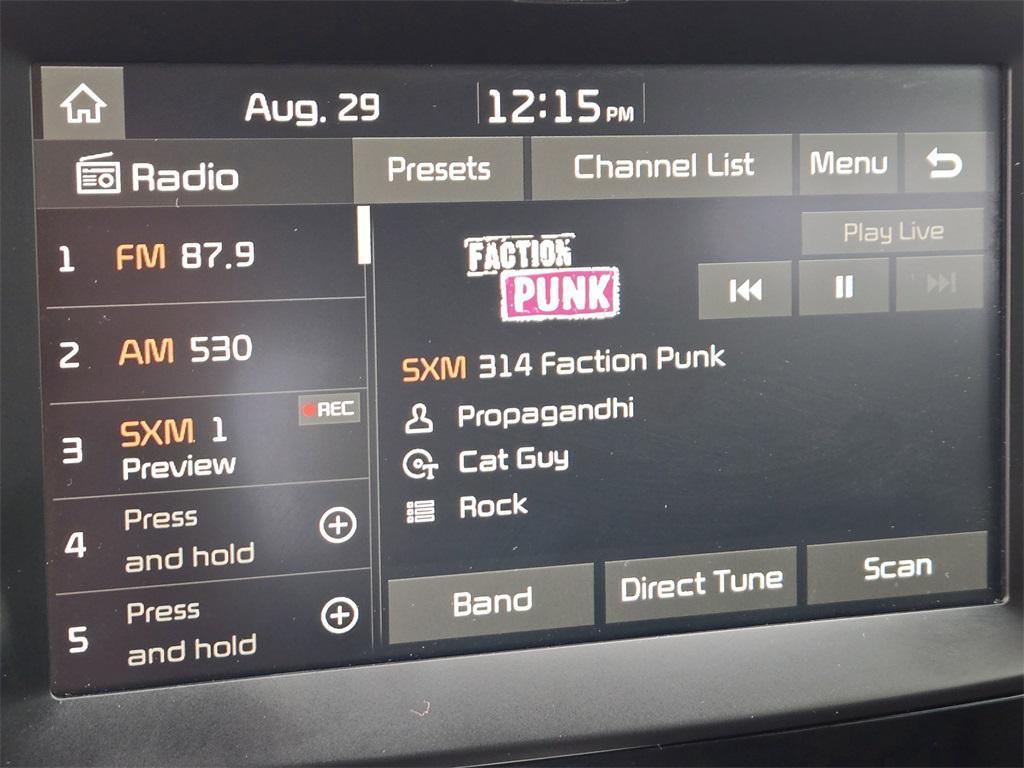 Aug. 29
12:15 PM
Radio
Presets
Channel List
Menu
1 FM 87.9
2 AM 530
3 SXM 1
REC
Preview
4 Press
and hold
5 Press
and hold
FACTION
PUNK
Play Live
SXM 314 Faction Punk
Propagandhi
Cat Guy
Rock
Band
Direct Tune
Scan